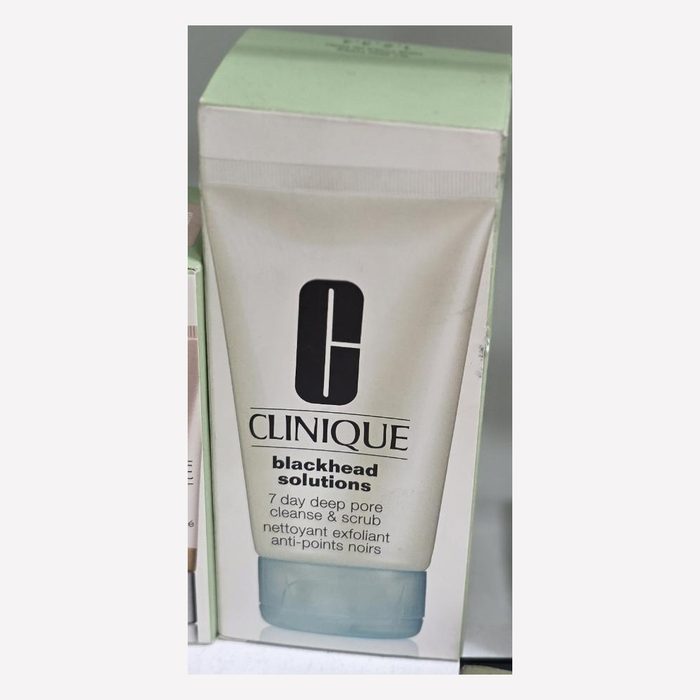 CLINIQUE
blackhead
solutions
7 day deep pore
cleanse & scrub
nettoyant exfoliant
anti-points noirs